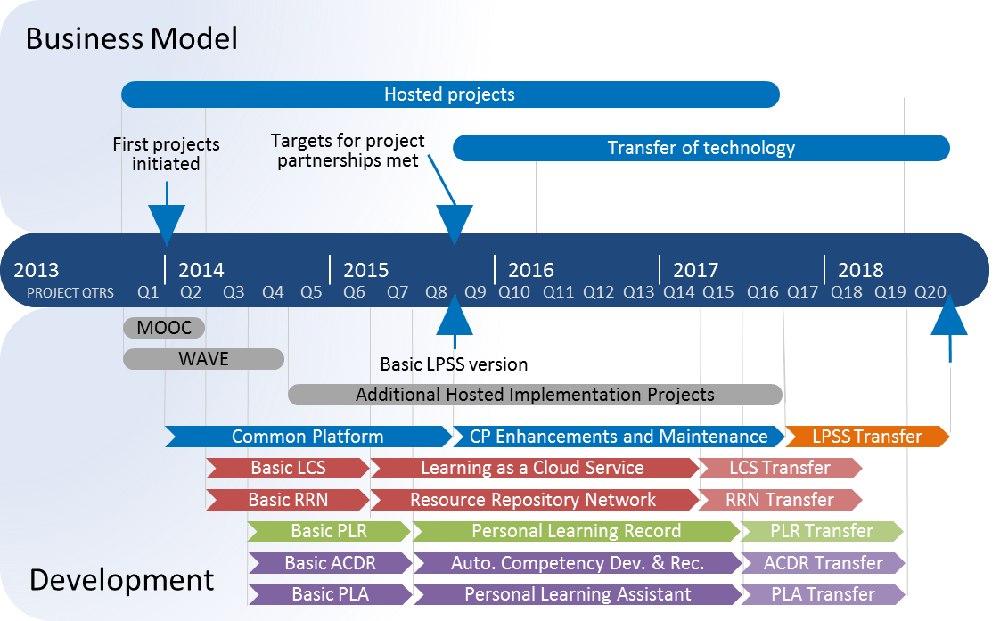 Business Model
Hosted projects
First projects
initiated
Targets for project
partnerships met
Transfer of technology
2013 2014 2015 2016 2017 2018
PROJECT QTRS Q1 Q2 Q3 Q4 Q5 Q6 Q7 Q8 Q9 Q10 Q11 Q12 Q13 Q14 Q15 Q16 Q17 Q18 Q19 Q20
MOOC
WAVE
Basic LPSS version
Additional Hosted Implementation Projects
Common Platform CP Enhancements and Maintenance LPSS Transfer
Basic LCS Learning as a Cloud Service LCS Transfer
Basic RRN Resource Repository Network RRN Transfer
Basic PLR Personal Learning Record PLR Transfer
Basic ACDR Auto. Competency Dev. & Rec. ACDR Transfer
Development
Basic PLA Personal Learning Assistant PLA Transfer